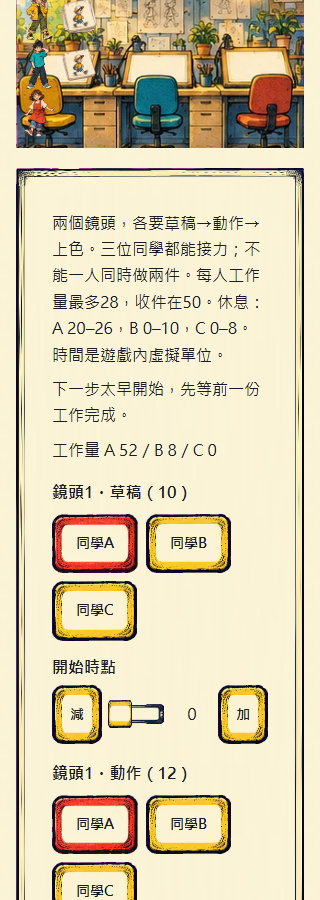 兩個鏡頭，各要草稿→動作→
上色。三位同學都能接力；不
能一人同時做兩件。每人工作
量最多28，收件在50。休息：
A 20–26，B 0–10，C 0–8。
時間是遊戲內虛擬單位。
下一步太早開始，先等前一份
工作完成。
工作量 A 52 / B 8 / C 0
鏡頭1・草稿（10）
同學A 同學B
同學C
開始時點
減 0 加
鏡頭1・動作（12）
同學A 同學B
同學C